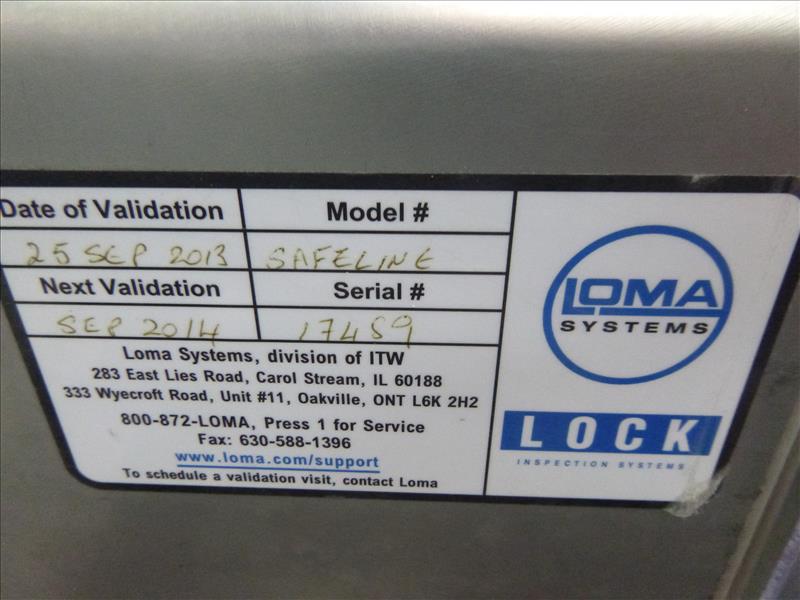 Date of Validation
25 SEP 2013
Model #
SAFELINE
Next Validation
SEP 2014
Serial #
17459
Loma Systems, division of ITW
283 East Lies Road, Carol Stream, IL 60188
333 Wyecroft Road, Unit #11, Oakville, ONT L6K 2H2
800-872-LOMA, Press 1 for Service
Fax: 630-588-1396
www.loma.com/support
To schedule a validation visit, contact Loma
LOMA
SYSTEMS
LOCK
INSPECTION SYSTEMS